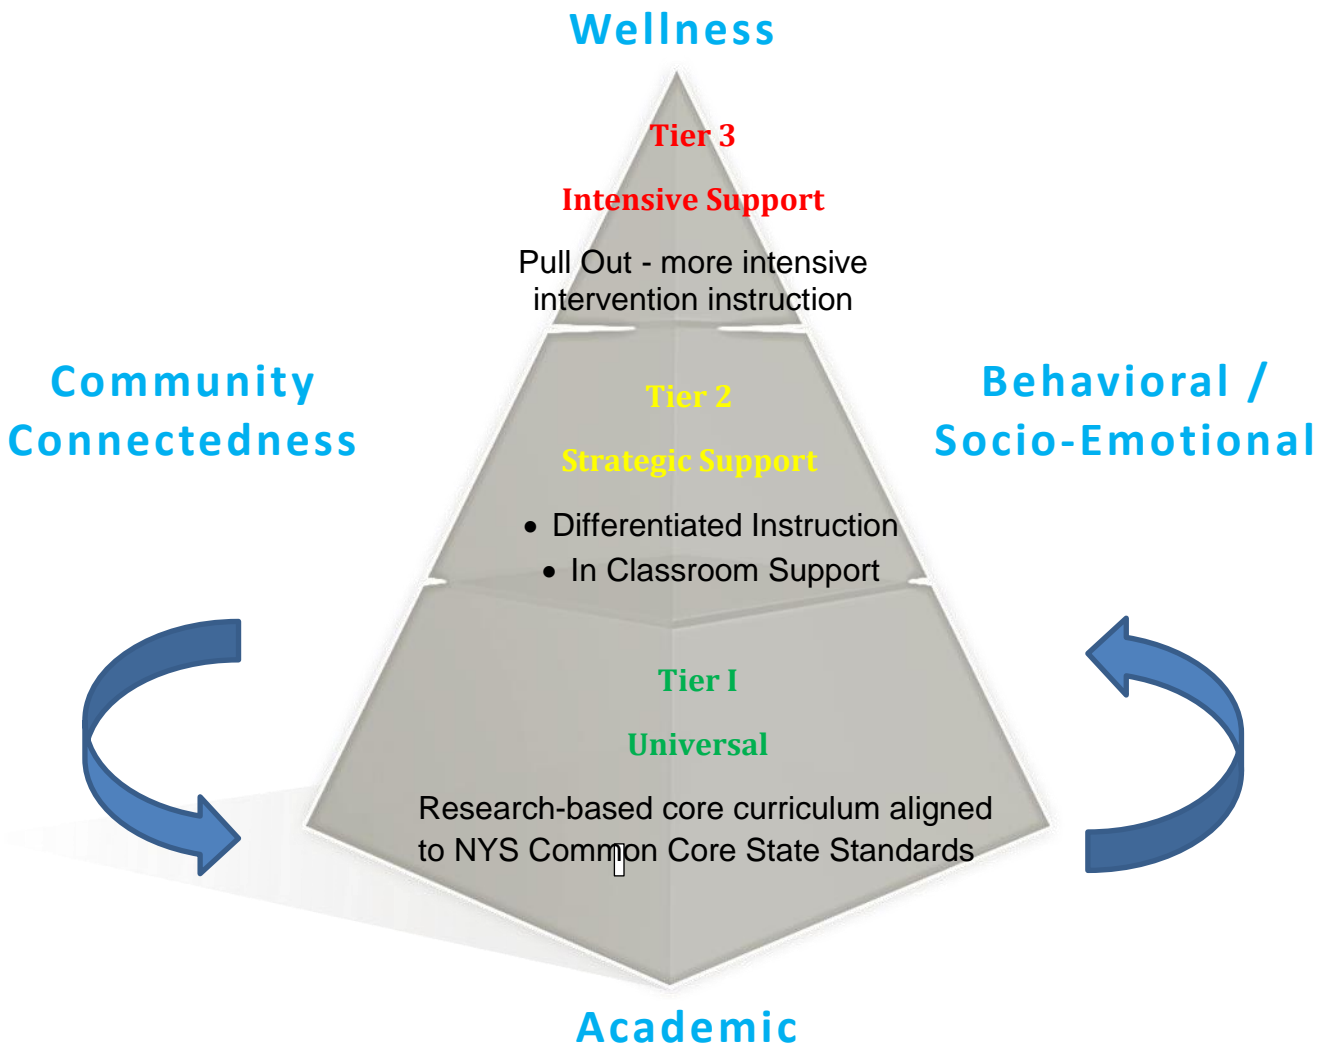 Wellness
Tier 3
Intensive Support
Pull Out - more intensive
intervention instruction
Community
Connectedness
Behavioral /
Socio-Emotional
Tier 2
Strategic Support
• Differentiated Instruction
• In Classroom Support
Tier I
Universal
Research-based core curriculum aligned
to NYS Common Core State Standards
Academic